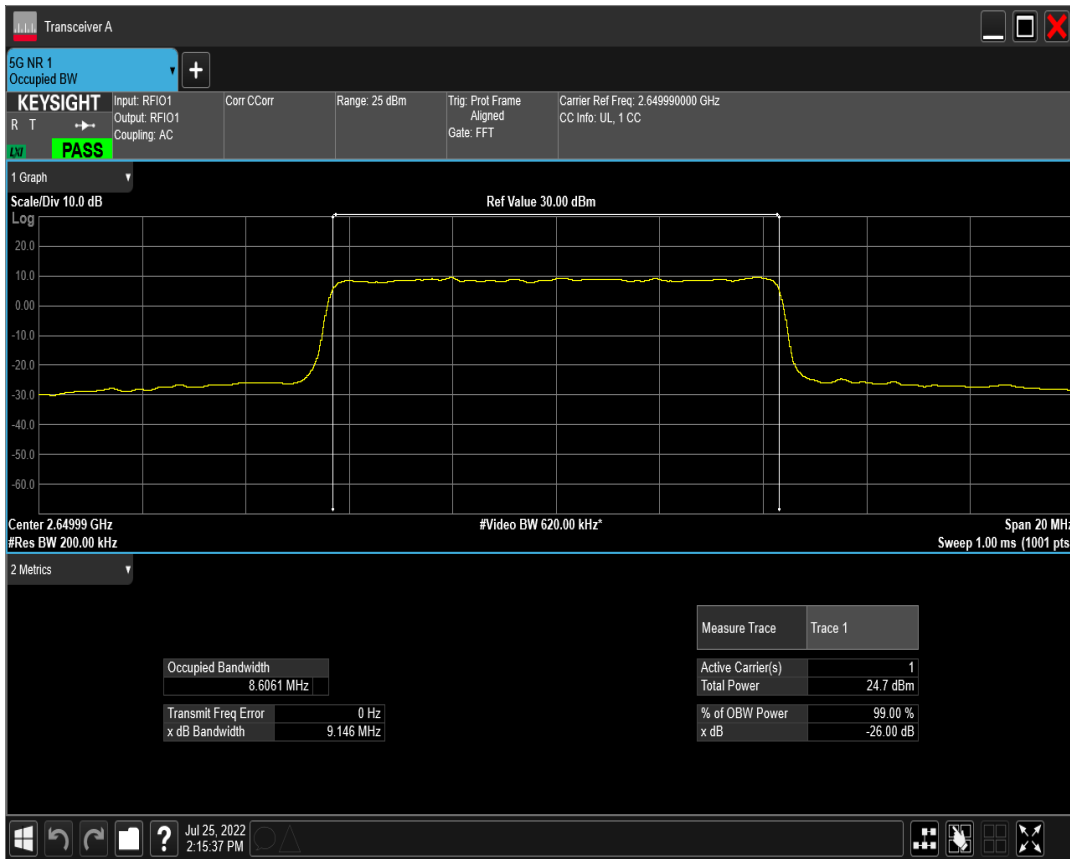 Transceiver A
5G NR 1
Occupied BW
+
KEYSIGHT
R T
LXI
PASS
Input: RFIO1
Output: RFIO1
Coupling: AC
Corr CCorr
Range: 25 dBm
Trig: Prot Frame
Aligned
Gate: FFT
Carrier Ref Freq: 2.649990000 GHz
CC Info: UL, 1 CC
1 Graph
Scale/Div 10.0 dB
Ref Value 30.00 dBm
Log
20.0
10.0
0.00
-10.0
-20.0
-30.0
-40.0
-50.0
-60.0
Center 2.64999 GHz
#Video BW 620.00 kHz*
Span 20 MHz
#Res BW 200.00 kHz
Sweep 1.00 ms (1001 pts
2 Metrics
Measure Trace Trace 1
Occupied Bandwidth
8.6061 MHz
Active Carrier(s) 1
Total Power 24.7 dBm
Transmit Freq Error 0 Hz
x dB Bandwidth 9.146 MHz
% of OBW Power 99.00 %
x dB -26.00 dB
?
Jul 25, 2022
2:15:37 PM